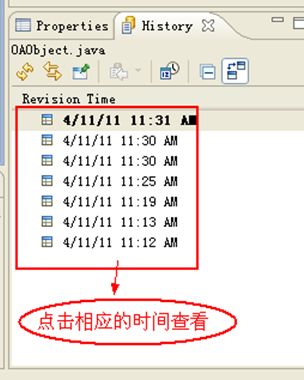 Properties History
OAObject.java
Revision Time
4/11/11 11:31 AM
4/11/11 11:30 AM
4/11/11 11:30 AM
4/11/11 11:25 AM
4/11/11 11:19 AM
4/11/11 11:13 AM
4/11/11 11:12 AM
点击相应的时间查看